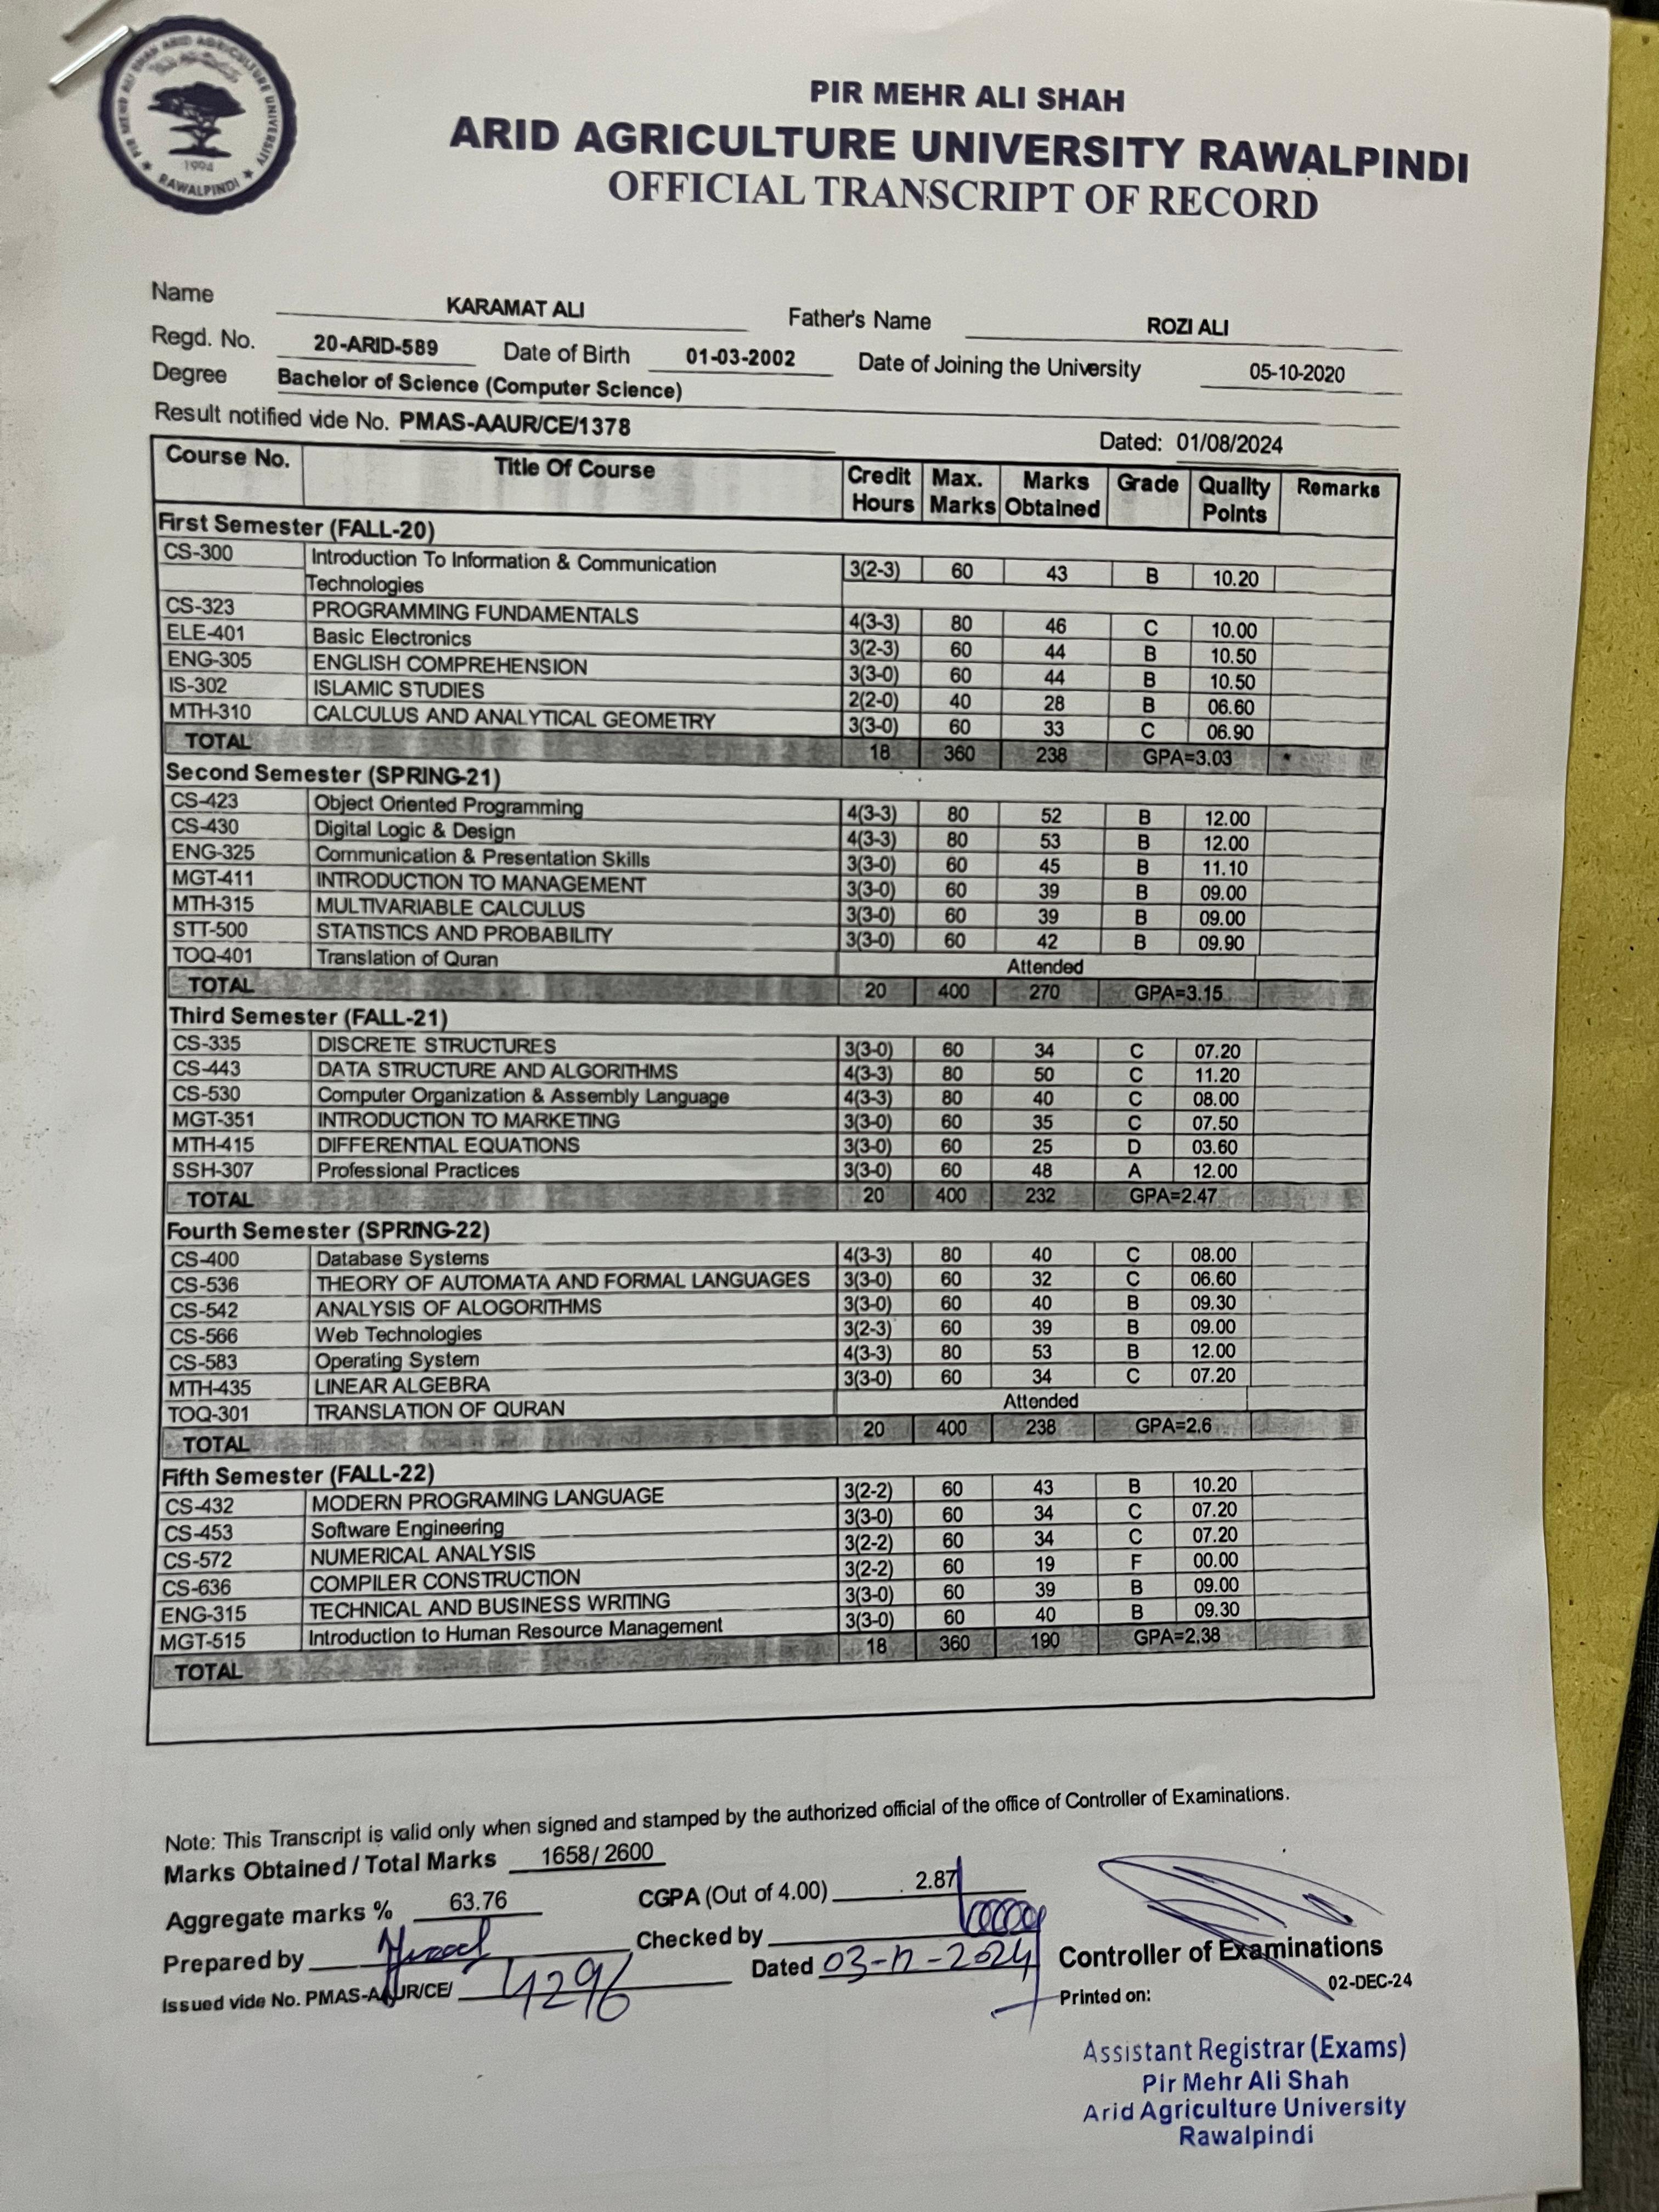 PIR MEHR ALI SHAH ARID AGRICULTURE UNIVERSITY
1994
★ RAWALPINDI ★
PIR MEHR ALI SHAH
ARID AGRICULTURE UNIVERSITY RAWALPINDI
OFFICIAL TRANSCRIPT OF RECORD
Name KARAMAT ALI Father's Name ROZI ALI
Regd. No. 20-ARID-589 Date of Birth 01-03-2002 Date of Joining the University 05-10-2020
Degree Bachelor of Science (Computer Science)
Result notified vide No. PMAS-AAUR/CE/1378 Dated: 01/08/2024
Course No. Title Of Course Credit Hours Max. Marks Marks Obtained Grade Quality Points Remarks
First Semester (FALL-20)
CS-300 Introduction To Information & Communication Technologies 3(2-3) 60 43 B 10.20
CS-323 PROGRAMMING FUNDAMENTALS 4(3-3) 80 46 C 10.00
ELE-401 Basic Electronics 3(2-3) 60 44 B 10.50
ENG-305 ENGLISH COMPREHENSION 3(3-0) 60 44 B 10.50
IS-302 ISLAMIC STUDIES 2(2-0) 40 28 B 06.60
MTH-310 CALCULUS AND ANALYTICAL GEOMETRY 3(3-0) 60 33 C 06.90
TOTAL 18 360 238 GPA=3.03 *
Second Semester (SPRING-21)
CS-423 Object Oriented Programming 4(3-3) 80 52 B 12.00
CS-430 Digital Logic & Design 4(3-3) 80 53 B 12.00
ENG-325 Communication & Presentation Skills 3(3-0) 60 45 B 11.10
MGT-411 INTRODUCTION TO MANAGEMENT 3(3-0) 60 39 B 09.00
MTH-315 MULTIVARIABLE CALCULUS 3(3-0) 60 39 B 09.00
STT-500 STATISTICS AND PROBABILITY 3(3-0) 60 42 B 09.90
TOQ-401 Translation of Quran Attended
TOTAL 20 400 270 GPA=3.15
Third Semester (FALL-21)
CS-335 DISCRETE STRUCTURES 3(3-0) 60 34 C 07.20
CS-443 DATA STRUCTURE AND ALGORITHMS 4(3-3) 80 50 C 11.20
CS-530 Computer Organization & Assembly Language 4(3-3) 80 40 C 08.00
MGT-351 INTRODUCTION TO MARKETING 3(3-0) 60 35 C 07.50
MTH-415 DIFFERENTIAL EQUATIONS 3(3-0) 60 25 D 03.60
SSH-307 Professional Practices 3(3-0) 60 48 A 12.00
TOTAL 20 400 232 GPA=2.47
Fourth Semester (SPRING-22)
CS-400 Database Systems 4(3-3) 80 40 C 08.00
CS-536 THEORY OF AUTOMATA AND FORMAL LANGUAGES 3(3-0) 60 32 C 06.60
CS-542 ANALYSIS OF ALOGORITHMS 3(3-0) 60 40 B 09.30
CS-566 Web Technologies 3(2-3) 60 39 B 09.00
CS-583 Operating System 4(3-3) 80 53 B 12.00
MTH-435 LINEAR ALGEBRA 3(3-0) 60 34 C 07.20
TOQ-301 TRANSLATION OF QURAN Attended
TOTAL 20 400 238 GPA=2.6
Fifth Semester (FALL-22)
CS-432 MODERN PROGRAMING LANGUAGE 3(2-2) 60 43 B 10.20
CS-453 Software Engineering 3(3-0) 60 34 C 07.20
CS-572 NUMERICAL ANALYSIS 3(2-2) 60 34 C 07.20
CS-636 COMPILER CONSTRUCTION 3(2-2) 60 19 F 00.00
ENG-315 TECHNICAL AND BUSINESS WRITING 3(3-0) 60 39 B 09.00
MGT-515 Introduction to Human Resource Management 3(3-0) 60 40 B 09.30
TOTAL 18 360 190 GPA=2.38
Note: This Transcript is valid only when signed and stamped by the authorized official of the office of Controller of Examinations.
Marks Obtained / Total Marks 1658/ 2600
Aggregate marks % 63.76 CGPA (Out of 4.00) 2.87
Prepared by Checked by
Issued vide No. PMAS-AAUR/CE/ 4296 Dated 03-12-2024 Controller of Examinations
Printed on: 02-DEC-24
Assistant Registrar (Exams)
Pir Mehr Ali Shah
Arid Agriculture University
Rawalpindi